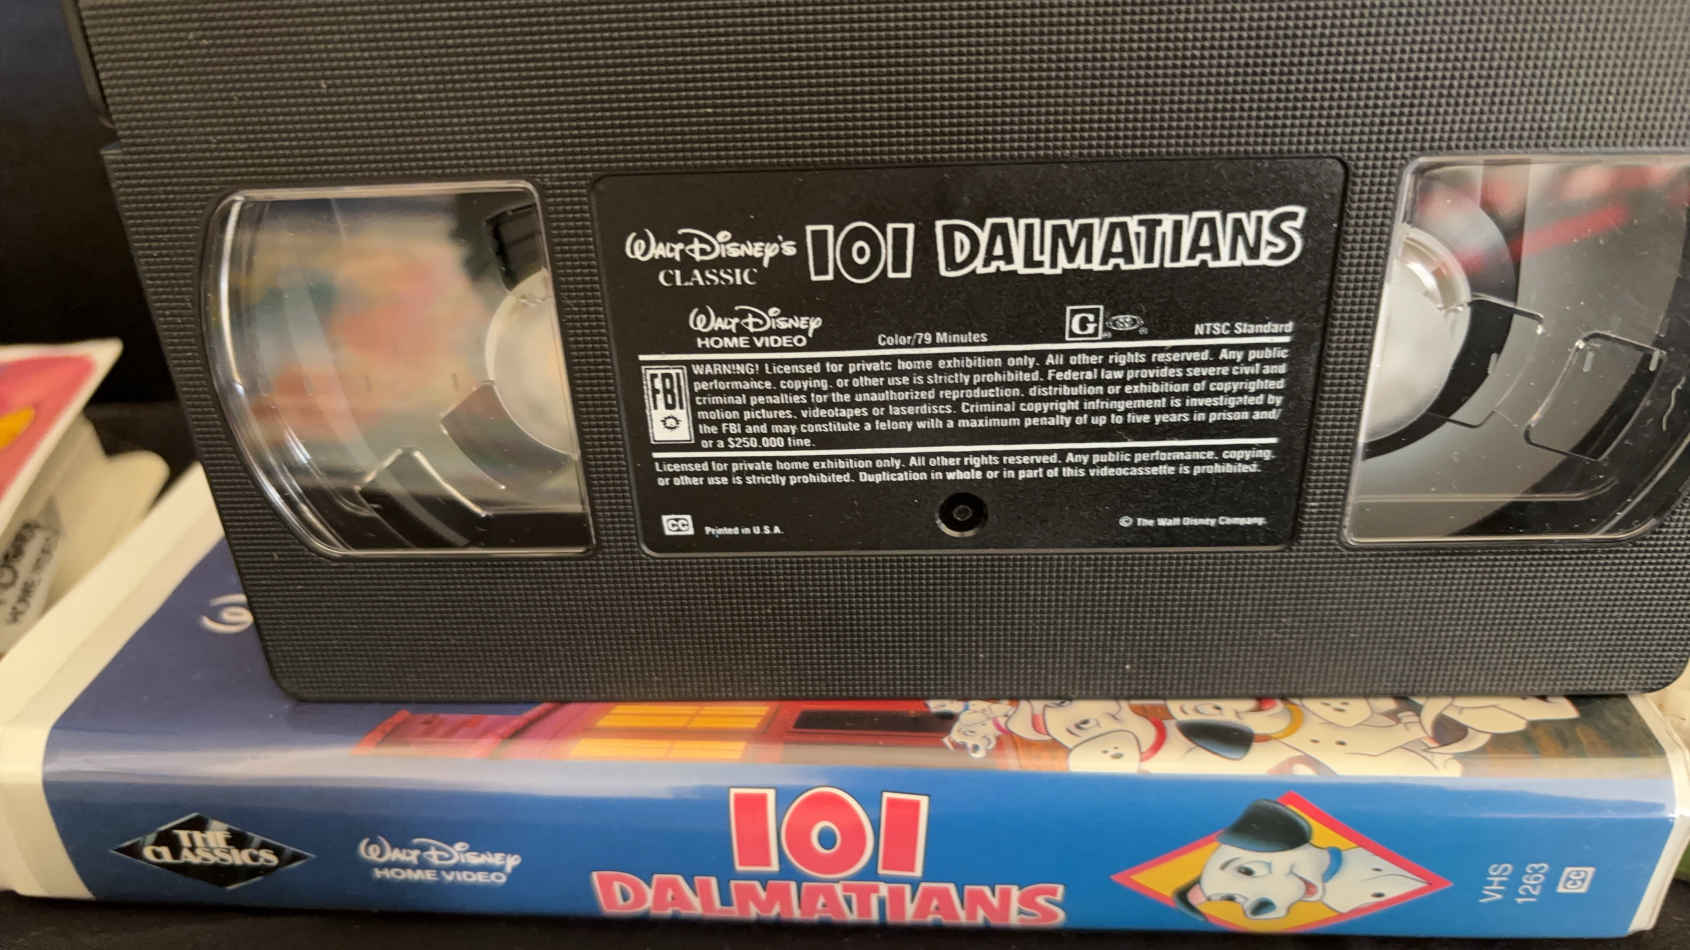 WALT DISNEY'S
CLASSIC
101 DALMATIANS
WALT DISNEY
HOME VIDEO
Color/79 Minutes
G
NTSC Standard
FBI
WARNING! Licensed for private home exhibition only. All other rights reserved. Any public
performance, copying, or other use is strictly prohibited. Federal law provides severe civil and
criminal penalties for the unauthorized reproduction, distribution or exhibition of copyrighted
motion pictures, videotapes or laserdiscs. Criminal copyright infringement is investigated by
the FBI and may constitute a felony with a maximum penalty of up to five years in prison and/
or a $250,000 fine.
Licensed for private home exhibition only. All other rights reserved. Any public performance, copying,
or other use is strictly prohibited. Duplication in whole or in part of this videocassette is prohibited.
CC
Printed in U.S.A.
© The Walt Disney Company.
THE
CLASSICS
WALT DISNEY
HOME VIDEO
101
DALMATIANS
VHS
1263
CC